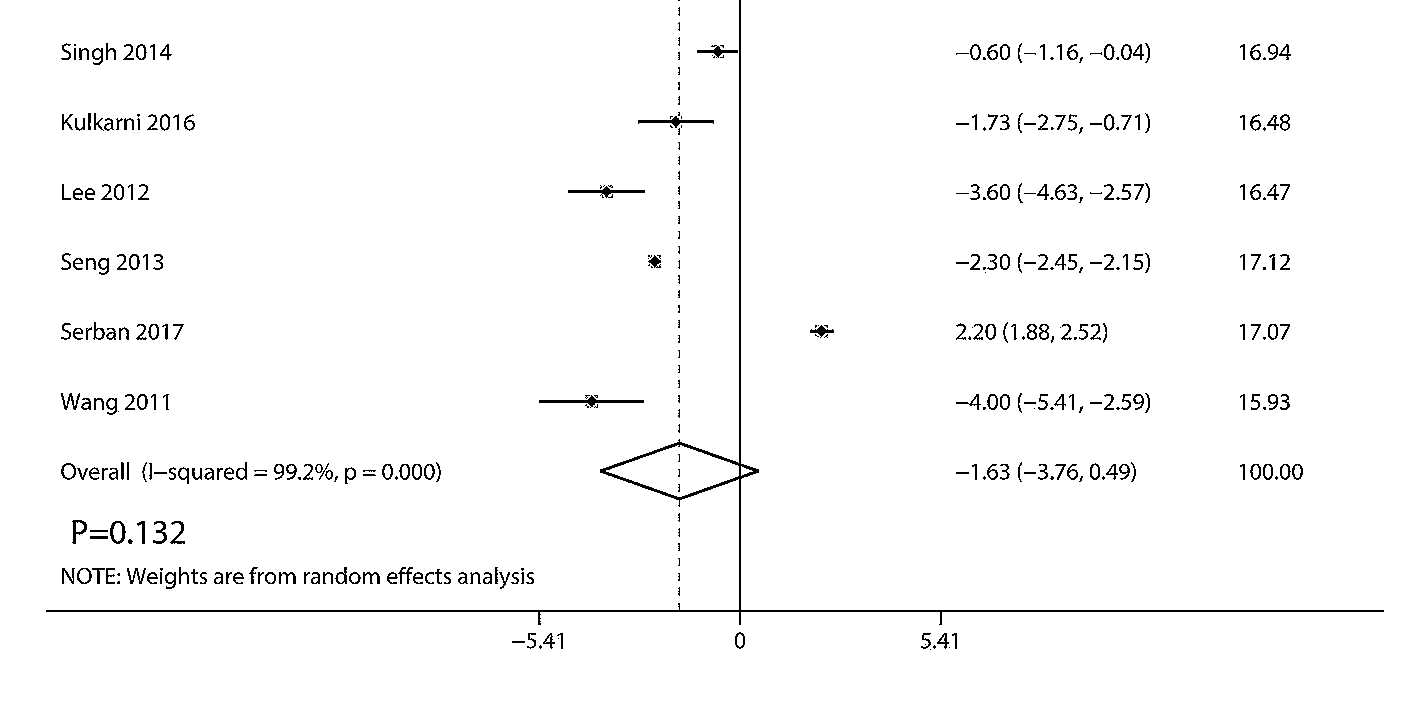 Singh 2014 −0.60 (−1.16, −0.04) 16.94
Kulkarni 2016 −1.73 (−2.75, −0.71) 16.48
Lee 2012 −3.60 (−4.63, −2.57) 16.47
Seng 2013 −2.30 (−2.45, −2.15) 17.12
Serban 2017 2.20 (1.88, 2.52) 17.07
Wang 2011 −4.00 (−5.41, −2.59) 15.93
Overall (I−squared = 99.2%, p = 0.000) −1.63 (−3.76, 0.49) 100.00
P=0.132
NOTE: Weights are from random effects analysis
−5.41 0 5.41